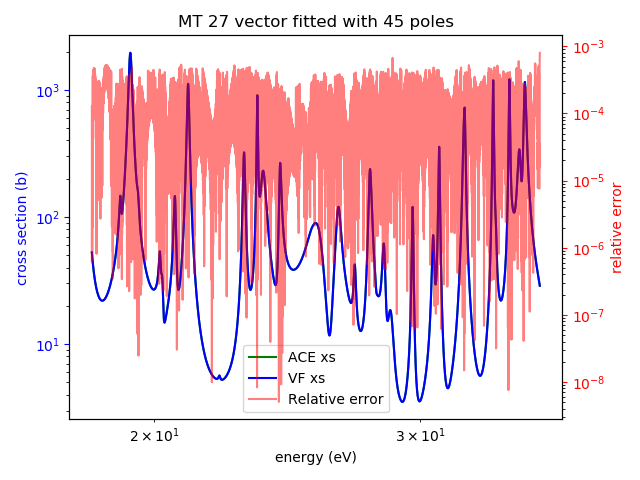 MT 27 vector fitted with 45 poles
cross section (b)
10³
10²
10¹
10⁻³
10⁻⁴
10⁻⁵
10⁻⁶
10⁻⁷
10⁻⁸
relative error
ACE xs
VF xs
Relative error
2 × 10¹
3 × 10¹
energy (eV)